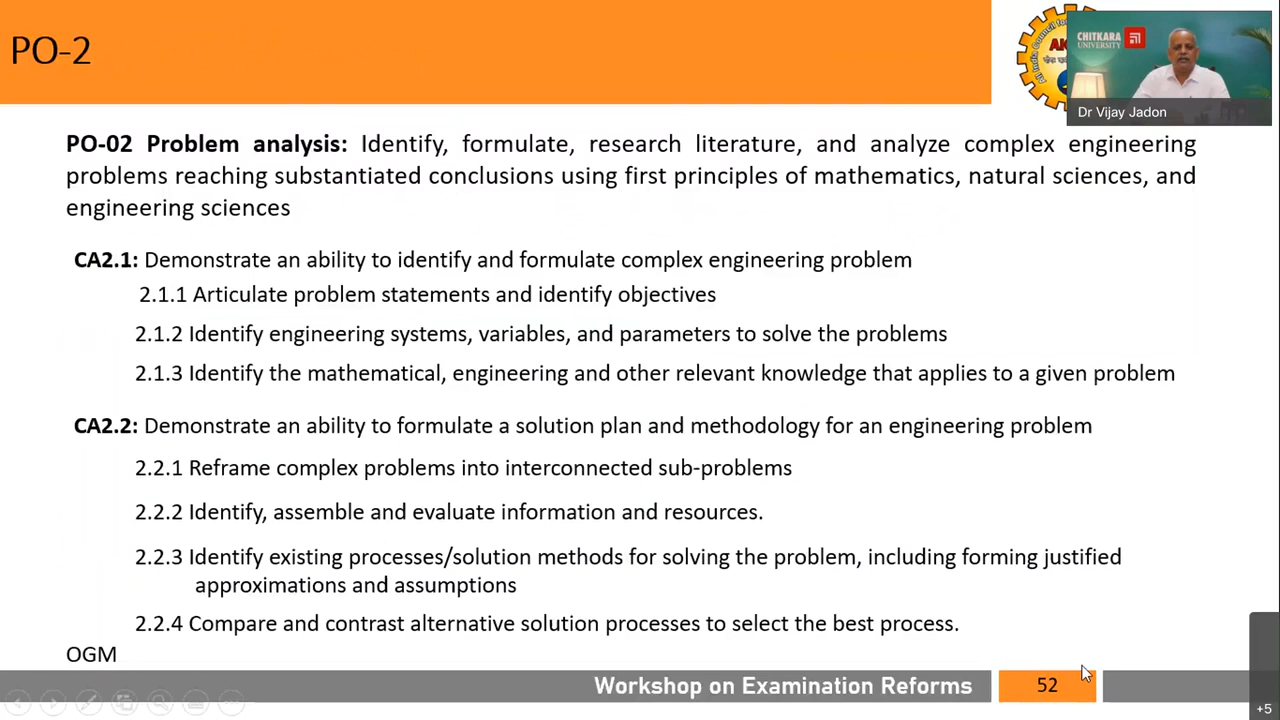 PO-2
All India Council for
AI
CHITKARA
UNIVERSITY
Dr Vijay Jadon
PO-02 Problem analysis: Identify, formulate, research literature, and analyze complex engineering
problems reaching substantiated conclusions using first principles of mathematics, natural sciences, and
engineering sciences
CA2.1: Demonstrate an ability to identify and formulate complex engineering problem
2.1.1 Articulate problem statements and identify objectives
2.1.2 Identify engineering systems, variables, and parameters to solve the problems
2.1.3 Identify the mathematical, engineering and other relevant knowledge that applies to a given problem
CA2.2: Demonstrate an ability to formulate a solution plan and methodology for an engineering problem
2.2.1 Reframe complex problems into interconnected sub-problems
2.2.2 Identify, assemble and evaluate information and resources.
2.2.3 Identify existing processes/solution methods for solving the problem, including forming justified
approximations and assumptions
2.2.4 Compare and contrast alternative solution processes to select the best process.
OGM
Workshop on Examination Reforms
52
+5